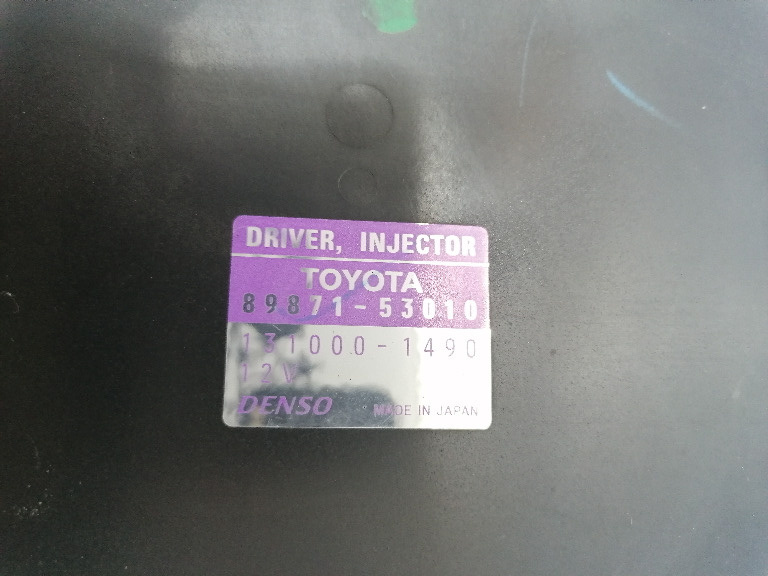 DRIVER, INJECTOR
TOYOTA
89871-53010
131000-1490
12V
DENSO MADE IN JAPAN